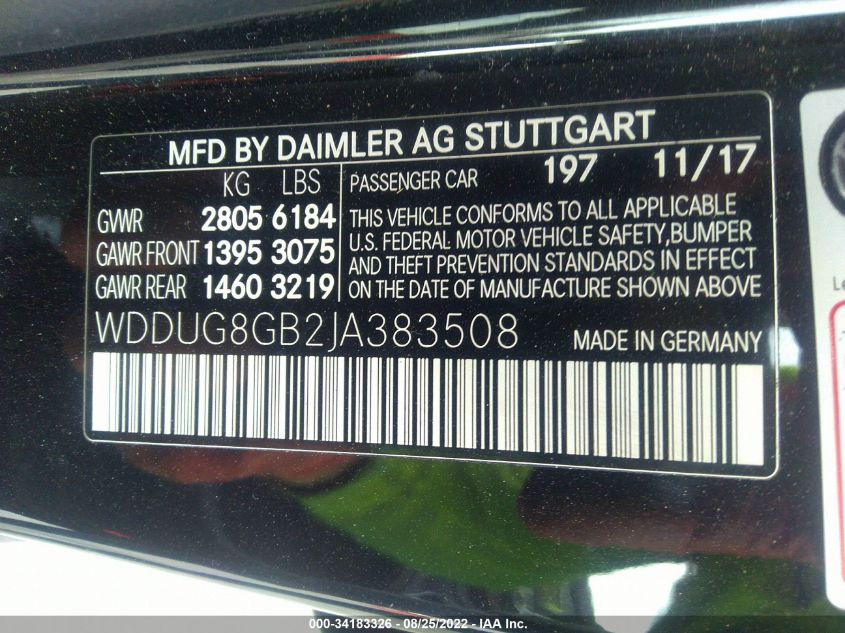 MFD BY DAIMLER AG STUTTGART
KG LBS
GVWR 2805 6184
GAWR FRONT 1395 3075
GAWR REAR 1460 3219
PASSENGER CAR 197 11/17
THIS VEHICLE CONFORMS TO ALL APPLICABLE
U.S. FEDERAL MOTOR VEHICLE SAFETY,BUMPER
AND THEFT PREVENTION STANDARDS IN EFFECT
ON THE DATE OF MANUFACTURE SHOWN ABOVE
WDDUG8GB2JA383508 MADE IN GERMANY
000-34183326 - 08/25/2022 - IAA Inc.